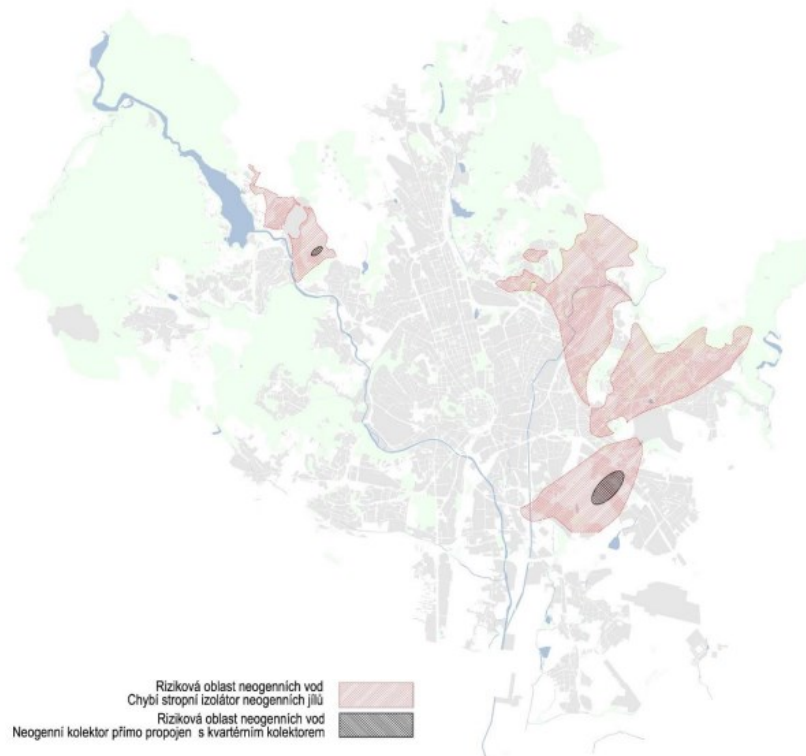 Riziková oblast neogenních vod
Chybí stropní izolátor neogenních jílů
Riziková oblast neogenních vod
Neogenní kolektor přímo propojen s kvartérním kolektorem